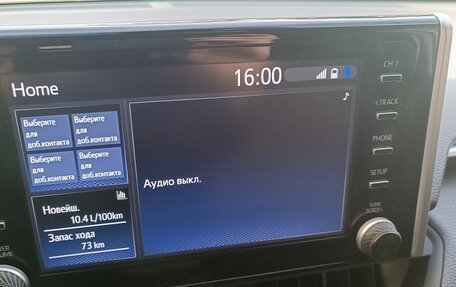 16:00
CH >
Home
< TRACK
Выберите
для
доб.контакта
Выберите
для
доб.контакта
Выберите
для
доб.контакта
Выберите
для
доб.контакта
PHONE
Аудио выкл.
SETUP
Новейш.
10.4 L/100km
Запас хода
73 km
TUNE
SCROLL